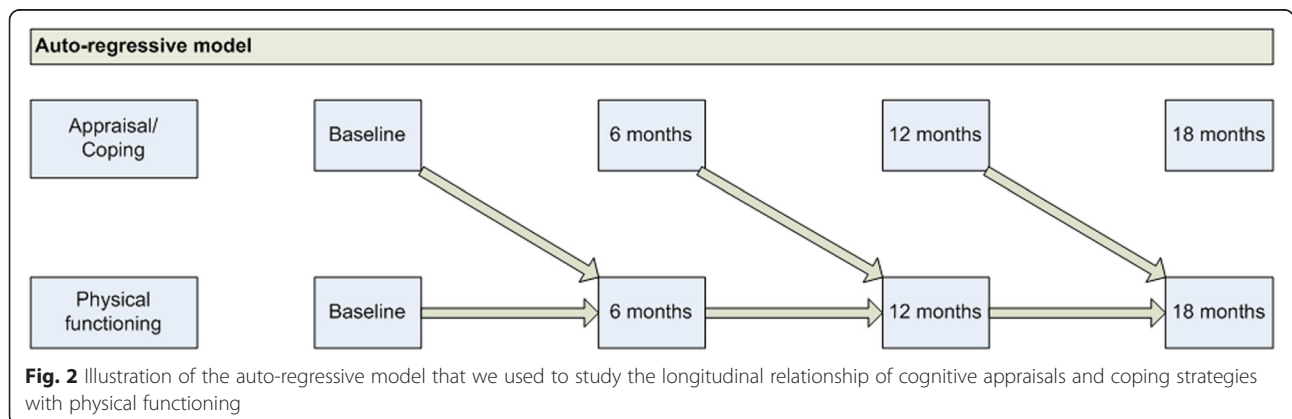 Auto-regressive model
Appraisal/
Coping
Baseline
6 months
12 months
18 months
Physical
functioning
Baseline
6 months
12 months
18 months
Fig. 2 Illustration of the auto-regressive model that we used to study the longitudinal relationship of cognitive appraisals and coping strategies
with physical functioning